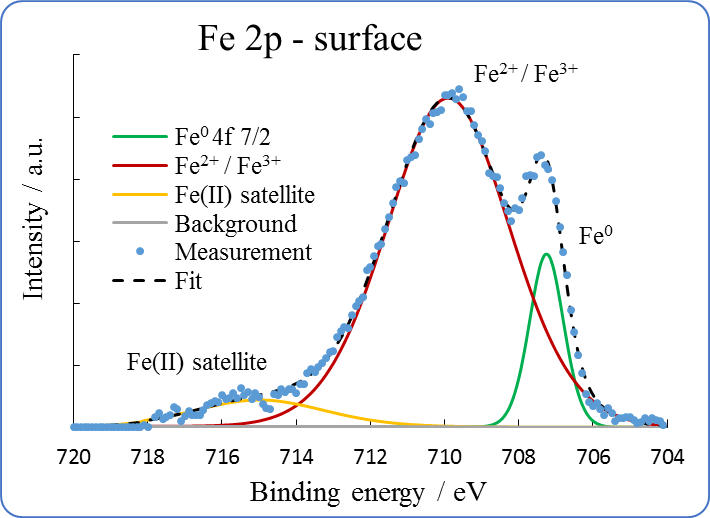 Fe 2p - surface
Fe²⁺ / Fe³⁺
Fe⁰ 4f 7/2
Fe²⁺ / Fe³⁺
Fe(II) satellite
Background
Measurement
Fit
Fe⁰
Fe(II) satellite
Intensity / a.u.
720 718 716 714 712 710 708 706 704
Binding energy / eV